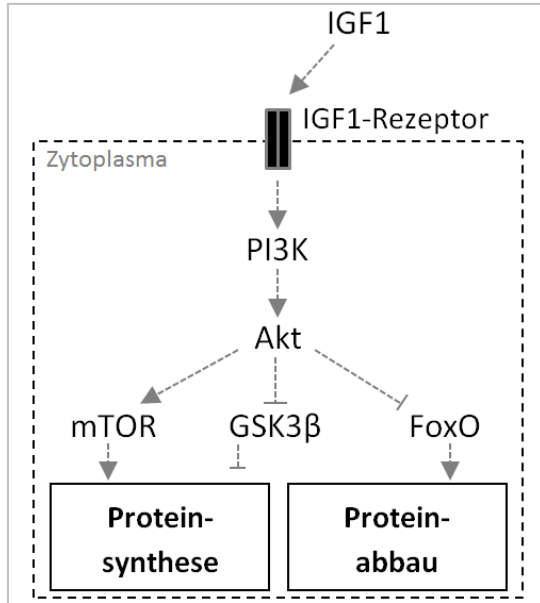 IGF1
IGF1-Rezeptor
Zytoplasma
PI3K
Akt
mTOR GSK3β FoxO
Protein-
synthese
Protein-
abbau